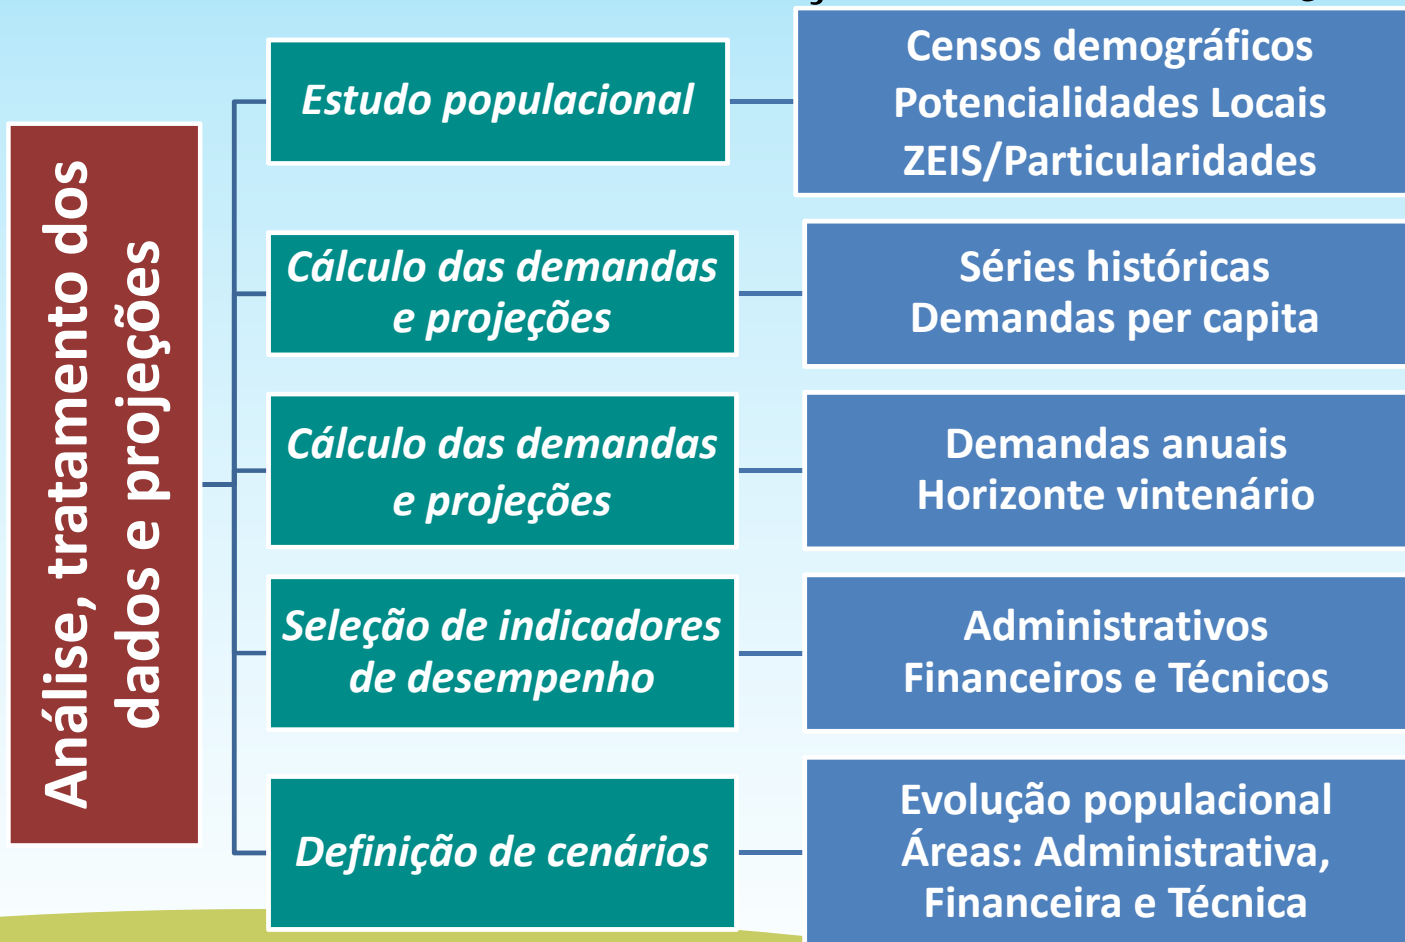 Análise, tratamento dos
dados e projeções
Estudo populacional
Censos demográficos
Potencialidades Locais
ZEIS/Particularidades
Cálculo das demandas
e projeções
Séries históricas
Demandas per capita
Cálculo das demandas
e projeções
Demandas anuais
Horizonte vintenário
Seleção de indicadores
de desempenho
Administrativos
Financeiros e Técnicos
Definição de cenários
Evolução populacional
Áreas: Administrativa,
Financeira e Técnica